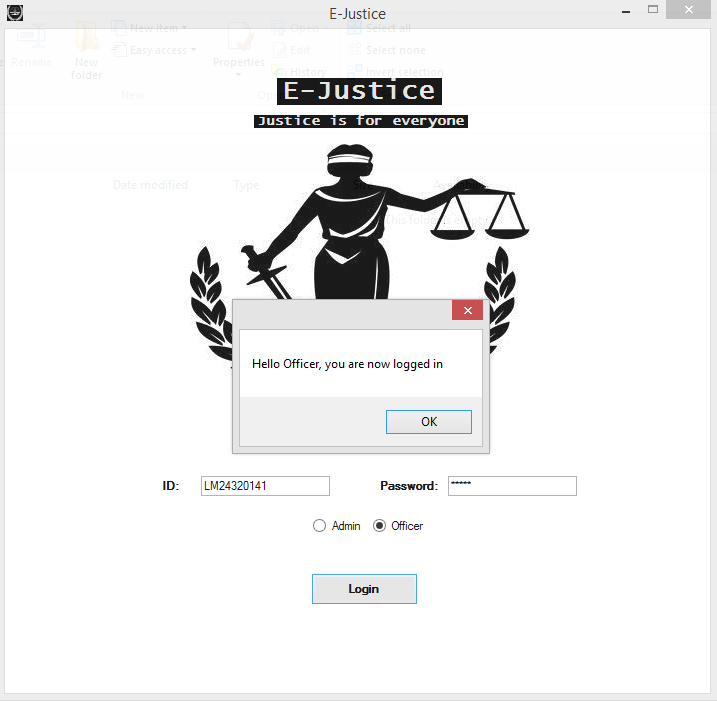 E-Justice
New item
Open
Select all
Easy access
Edit
Select none
Rename
New
folder
Properties
History
Invert selection
New
E-Justice
Justice is for everyone
Date modified
Type
Size
This folder is empty.
Hello Officer, you are now logged in
OK
ID:
LM24320141
Password:
*****
Admin
Officer
Login